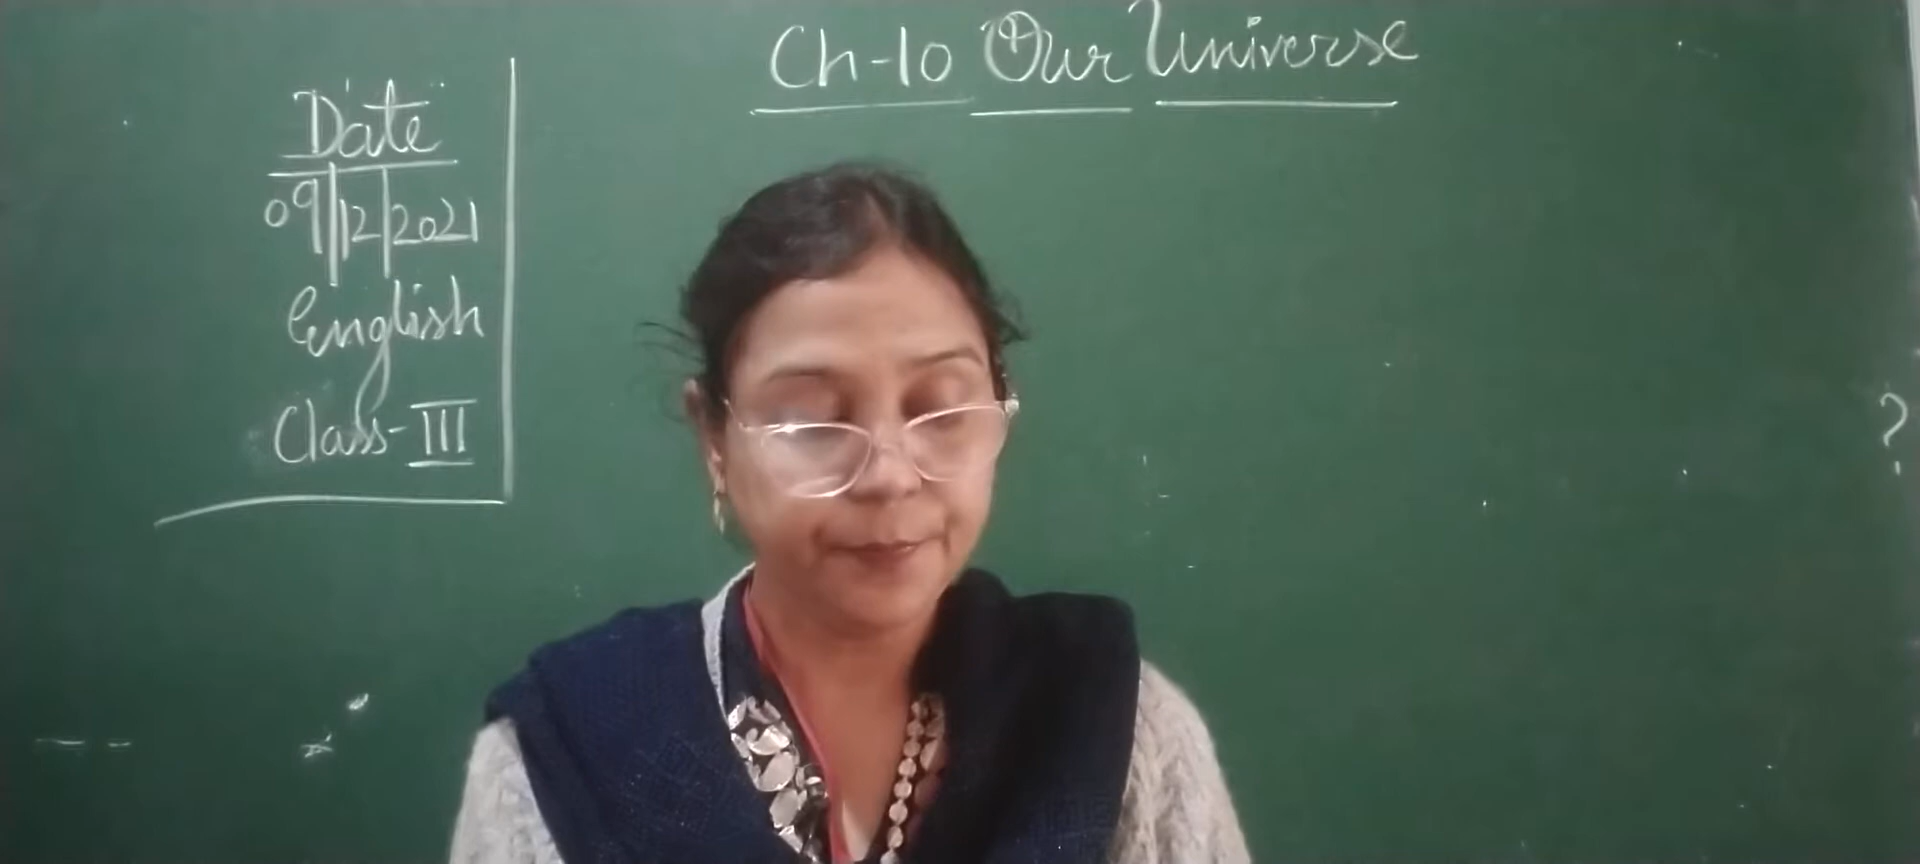 Ch-10 Our Universe
Date
09/12/2021
English
Class-III
?